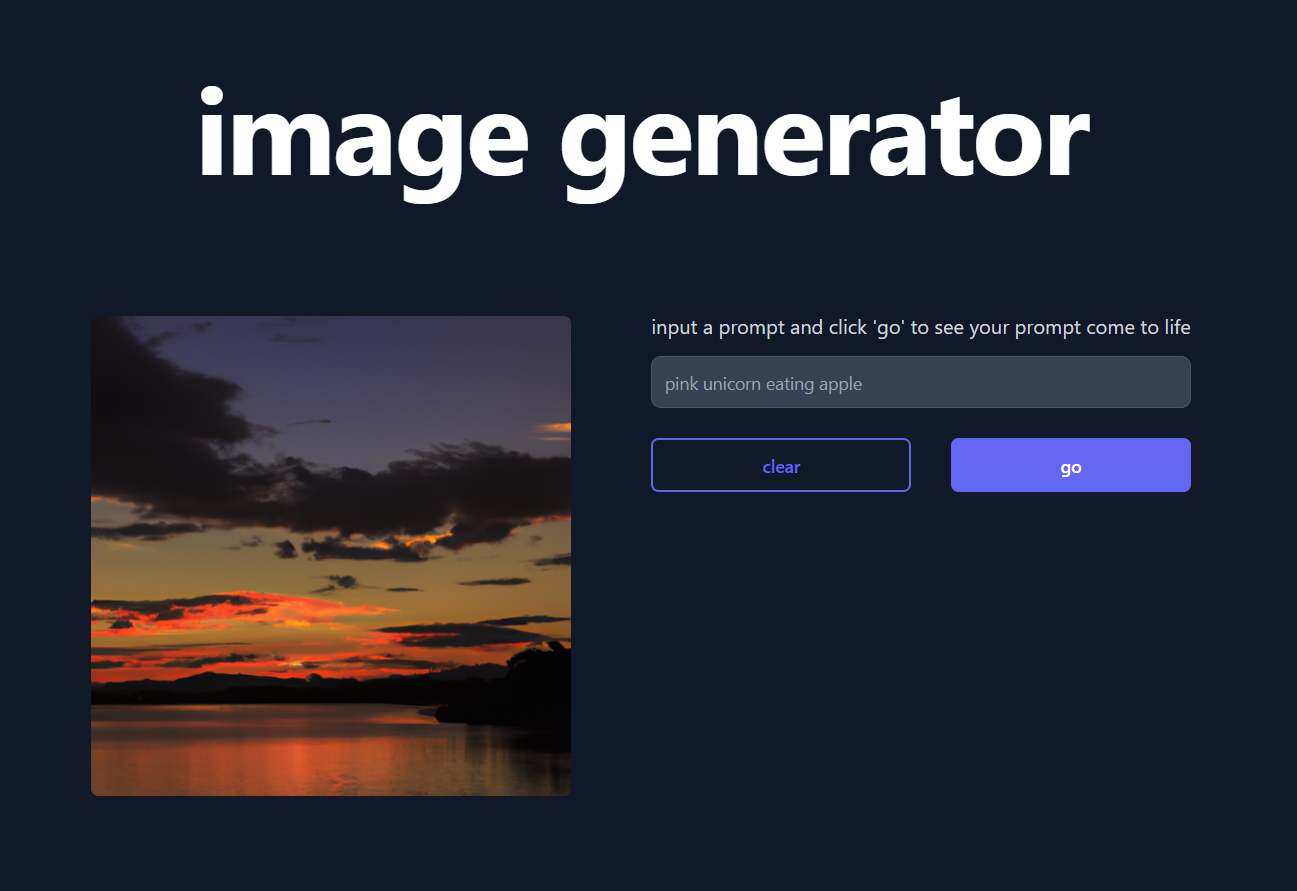 image generator
input a prompt and click 'go' to see your prompt come to life
pink unicorn eating apple
clear
go